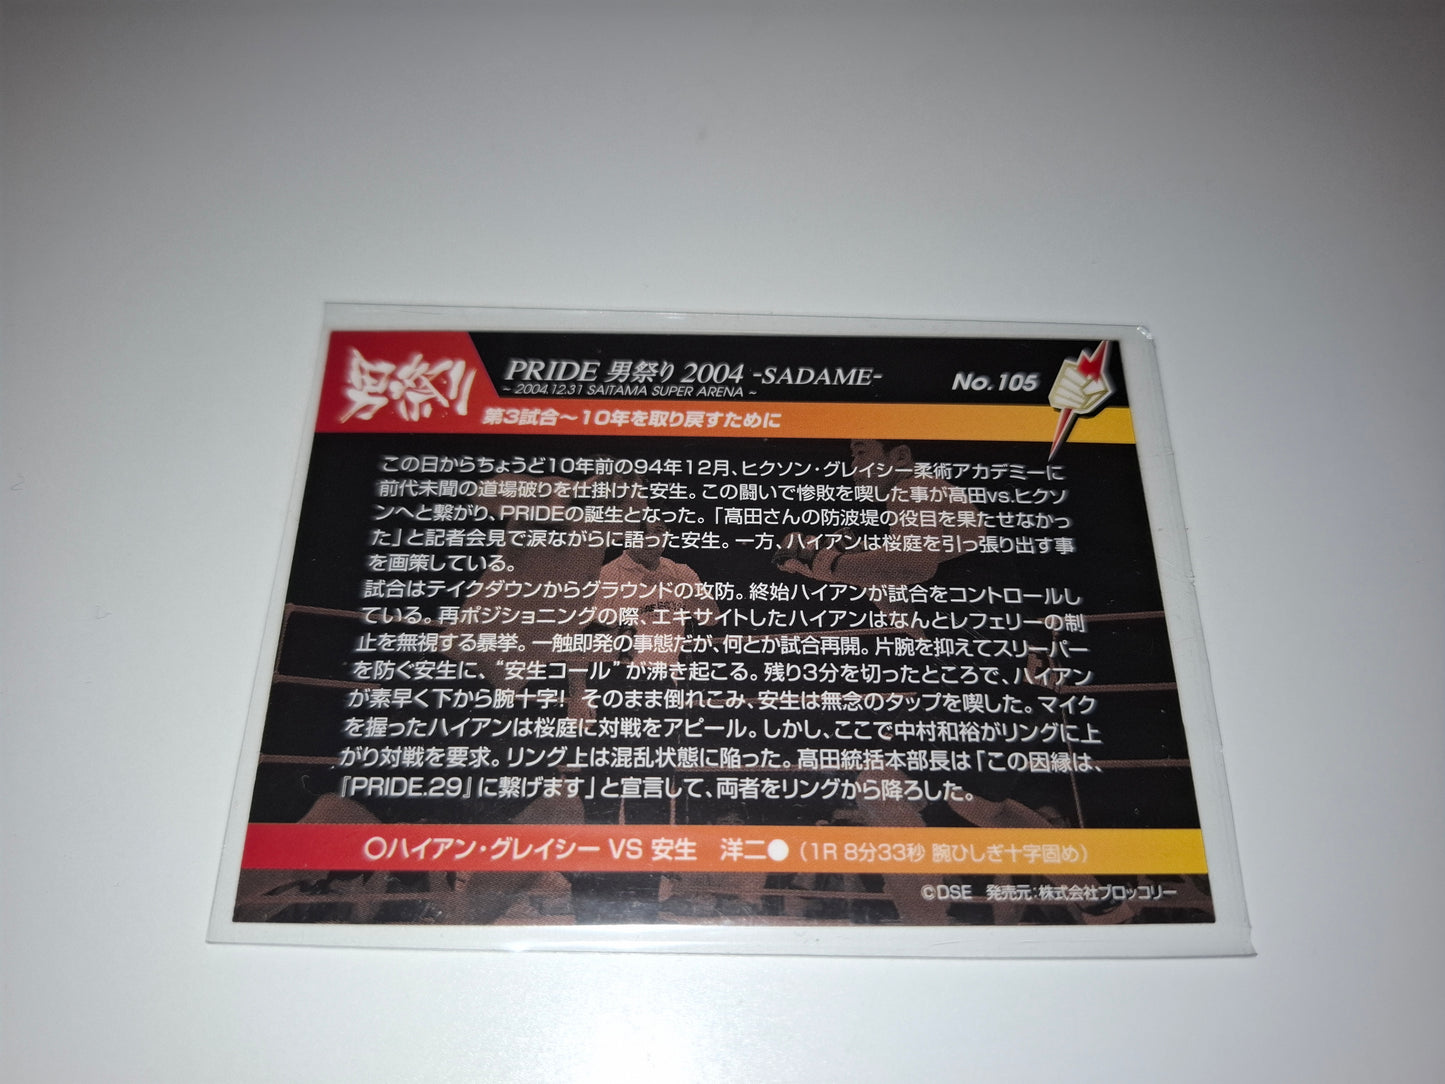 男祭り
PRIDE 男祭り 2004 -SADAME-
~ 2004.12.31 SAITAMA SUPER ARENA ~
No.105
第3試合〜10年を取り戻すために
この日からちょうど10年前の94年12月、ヒクソン・グレイシー柔術アカデミーに
前代未聞の道場破りを仕掛けた安生。この闘いで惨敗を喫した事が髙田vs.ヒクソ
ンへと繋がり、PRIDEの誕生となった。「髙田さんの防波堤の役目を果たせなかっ
た」と記者会見で涙ながらに語った安生。一方、ハイアンは桜庭を引っ張り出す事
を画策している。
試合はテイクダウンからグラウンドの攻防。終始ハイアンが試合をコントロールし
ている。再ポジショニングの際、エキサイトしたハイアンはなんとレフェリーの制
止を無視する暴挙。一触即発の事態だが、何とか試合再開。片腕を抑えてスリーパー
を防ぐ安生に、“安生コール”が沸き起こる。残り3分を切ったところで、ハイアン
が素早く下から腕十字! そのまま倒れこみ、安生は無念のタップを喫した。マイク
を握ったハイアンは桜庭に対戦をアピール。しかし、ここで中村和裕がリングに上
がり対戦を要求。リング上は混乱状態に陥った。髙田統括本部長は「この因縁は、
『PRIDE.29』に繋げます」と宣言して、両者をリングから降ろした。
○ハイアン・グレイシー VS 安生 洋二●(1R 8分33秒 腕ひしぎ十字固め)
©DSE 発売元:株式会社ブロッコリー